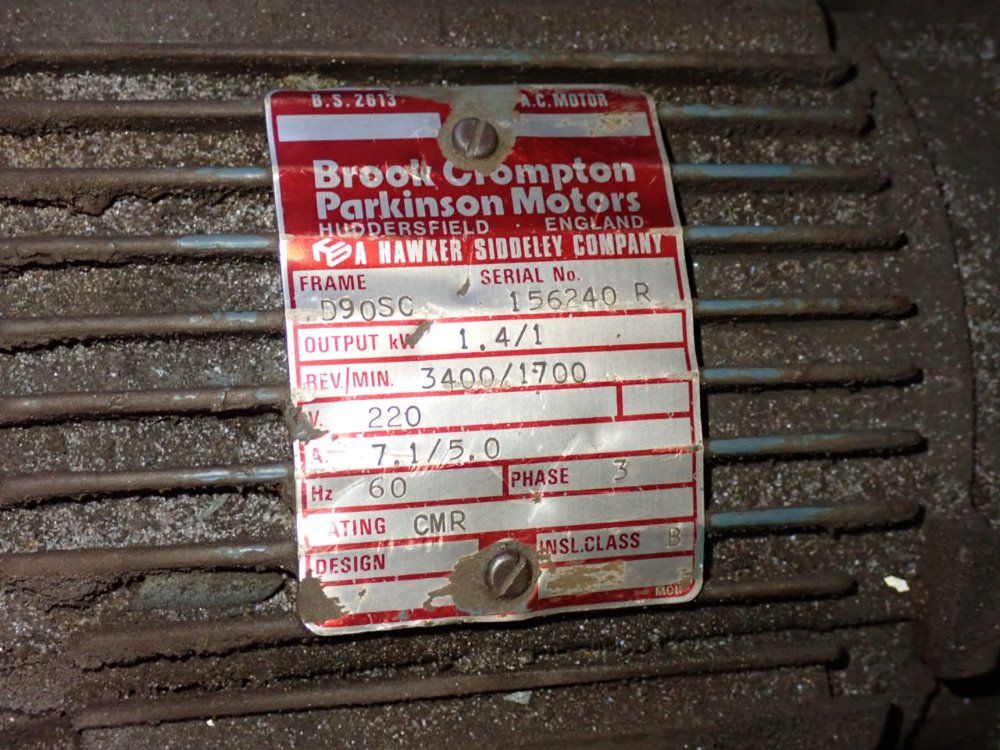 B.S. 2613 A.C. MOTOR
Brook Crompton
Parkinson Motors
HUDDERSFIELD ENGLAND
A HAWKER SIDDELEY COMPANY
FRAME SERIAL No.
D90SC 156240 R
OUTPUT kW 1.4/1
REV./MIN. 3400/1700
V. 220
A. 7.1/5.0
Hz 60 PHASE 3
ATING CMR
DESIGN INSL.CLASS B